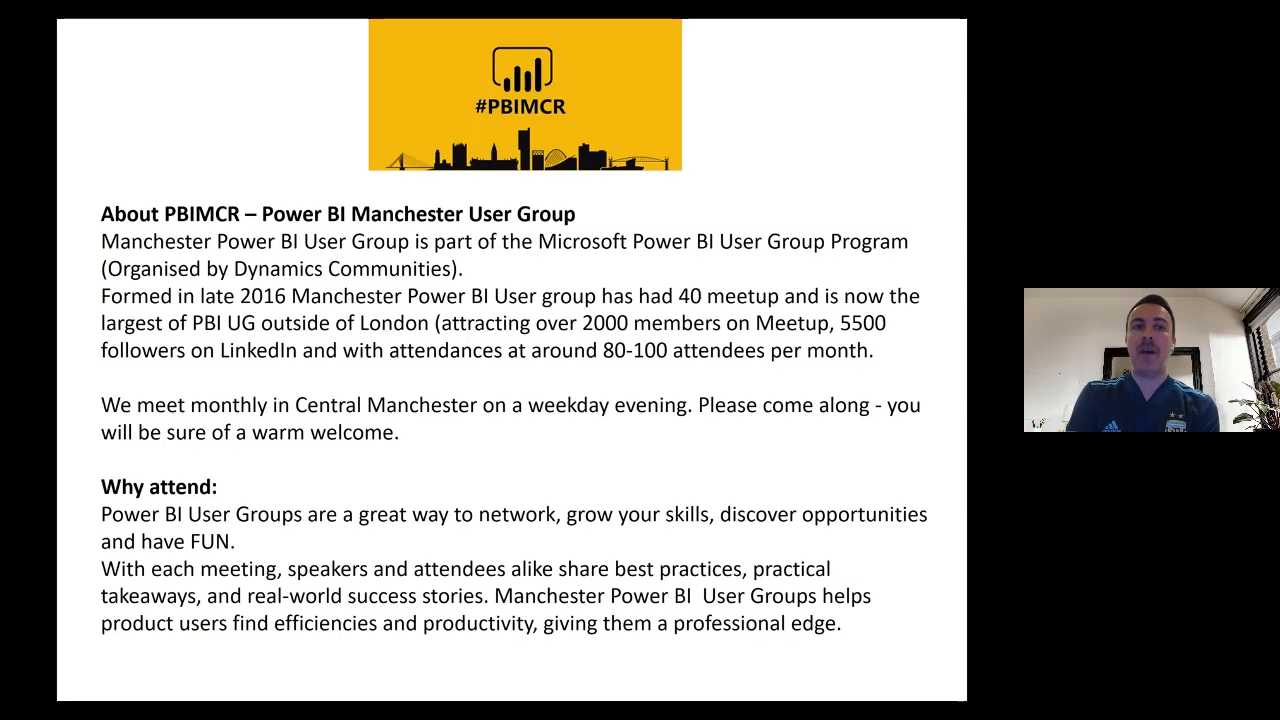 #PBIMCR
About PBIMCR – Power BI Manchester User Group
Manchester Power BI User Group is part of the Microsoft Power BI User Group Program
(Organised by Dynamics Communities).
Formed in late 2016 Manchester Power BI User group has had 40 meetup and is now the
largest of PBI UG outside of London (attracting over 2000 members on Meetup, 5500
followers on LinkedIn and with attendances at around 80-100 attendees per month.
We meet monthly in Central Manchester on a weekday evening. Please come along - you
will be sure of a warm welcome.
Why attend:
Power BI User Groups are a great way to network, grow your skills, discover opportunities
and have FUN.
With each meeting, speakers and attendees alike share best practices, practical
takeaways, and real-world success stories. Manchester Power BI  User Groups helps
product users find efficiencies and productivity, giving them a professional edge.